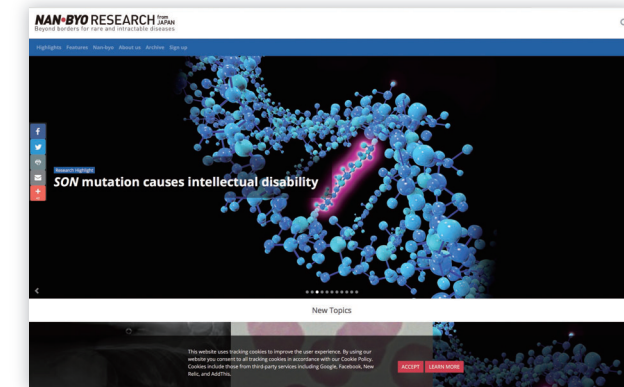 NAN-BYO RESEARCH from JAPAN
Beyond borders for rare and intractable diseases
Highlights Features Nan-byo About us Archive Sign up
Research Highlight
SON mutation causes intellectual disability
New Topics
This website uses tracking cookies to improve the user experience. By using our
website you consent to all tracking cookies in accordance with our Cookie Policy.
Cookies include those from third-party services including Google, Facebook, New
Relic, and AddThis.
ACCEPT LEARN MORE